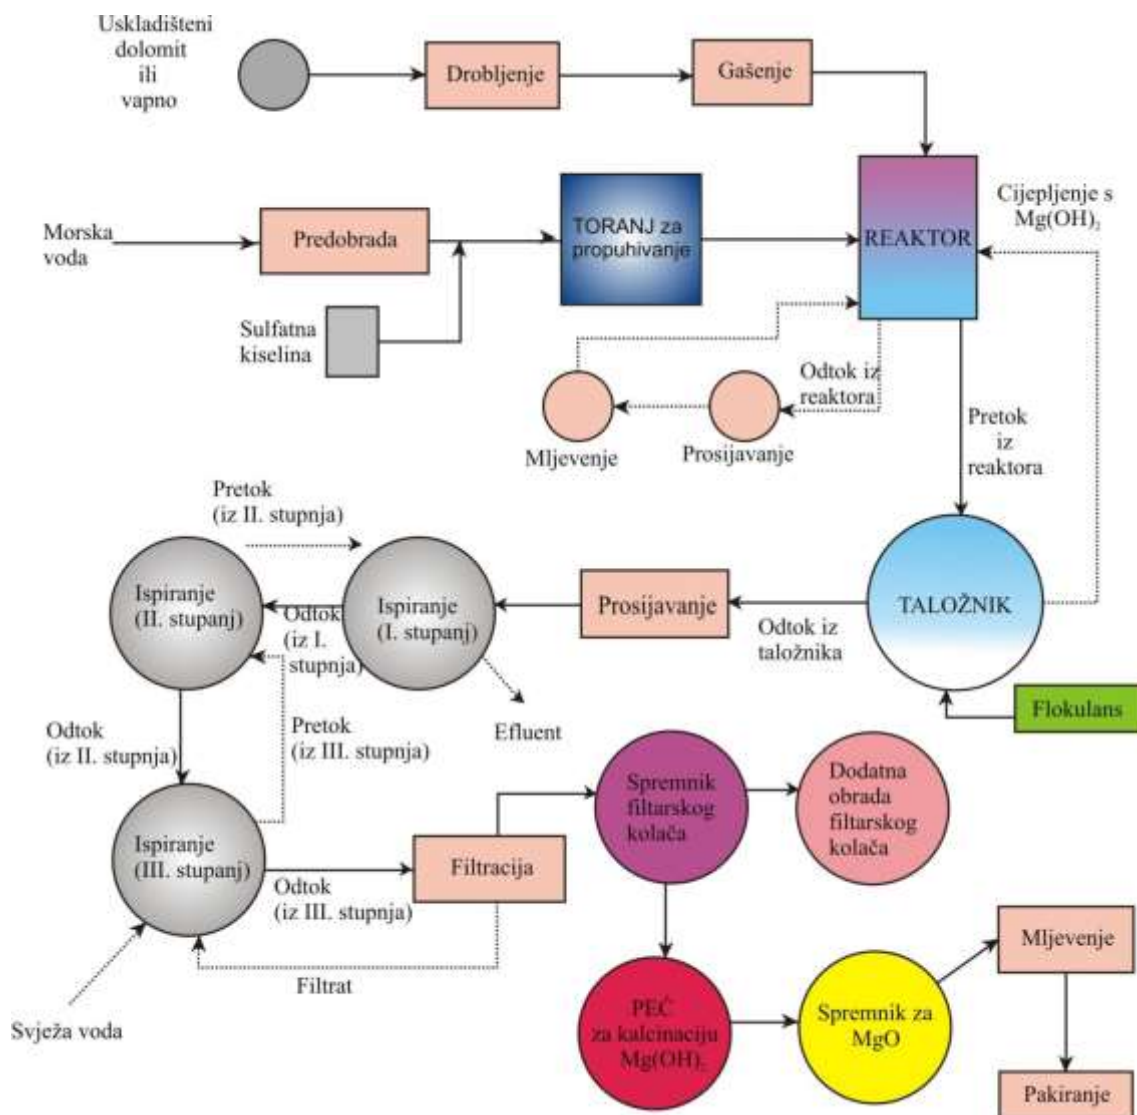 Uskladišteni
dolomit
ili
vapno
Drobljenje
Gašenje
Morska
voda
Predobrada
TORANJ za
propuhivanje
REAKTOR
Cijepljenje s
Mg(OH)₂
Sulfatna
kiselina
Odtok iz
reaktora
Mljevenje
Prosijavanje
Pretok
iz
reaktora
Pretok
(iz II. stupnja)
Ispiranje
(II. stupanj)
Odtok
(iz I.
stupnja)
Ispiranje
(I. stupanj)
Prosijavanje
Odtok iz
taložnika
TALOŽNIK
Flokulans
Efluent
Odtok
(iz II. stupnja)
Pretok
(iz III. stupnja)
Ispiranje
(III. stupanj)
Odtok
(iz III. stupnja)
Filtracija
Filtrat
Svježa voda
Spremnik
filtarskog
kolača
Dodatna
obrada
filtarskog
kolača
PEĆ
za kalcinaciju
Mg(OH)₂
Spremnik za
MgO
Mljevenje
Pakiranje